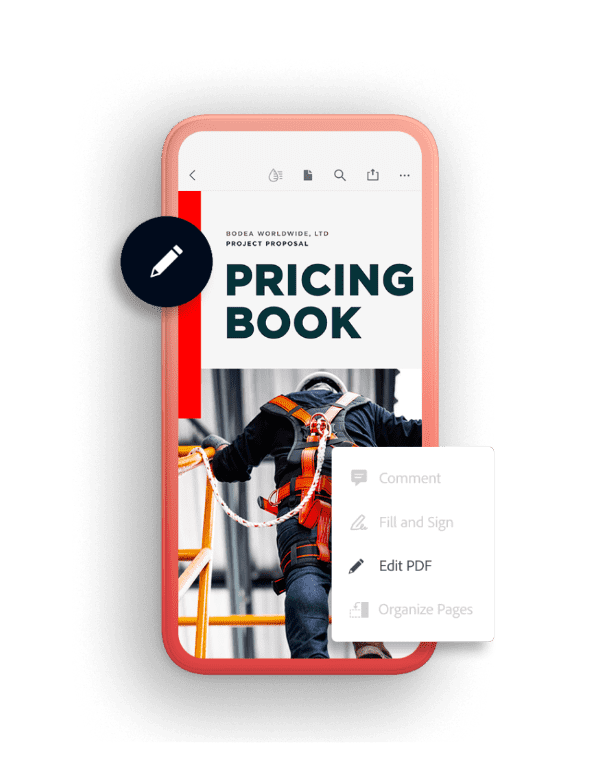 BODEA WORLDWIDE, LTD
PROJECT PROPOSAL
PRICING
BOOK
Comment
Fill and Sign
Edit PDF
Organize Pages